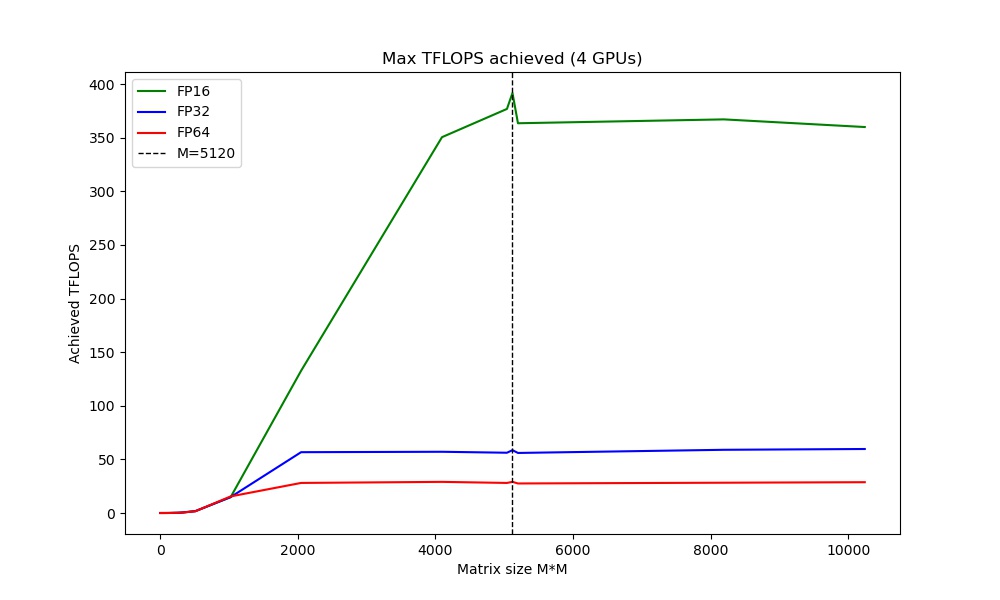 Max TFLOPS achieved (4 GPUs)
FP16
FP32
FP64
M=5120
Achieved TFLOPS
400
350
300
250
200
150
100
50
0
0 2000 4000 6000 8000 10000
Matrix size M*M